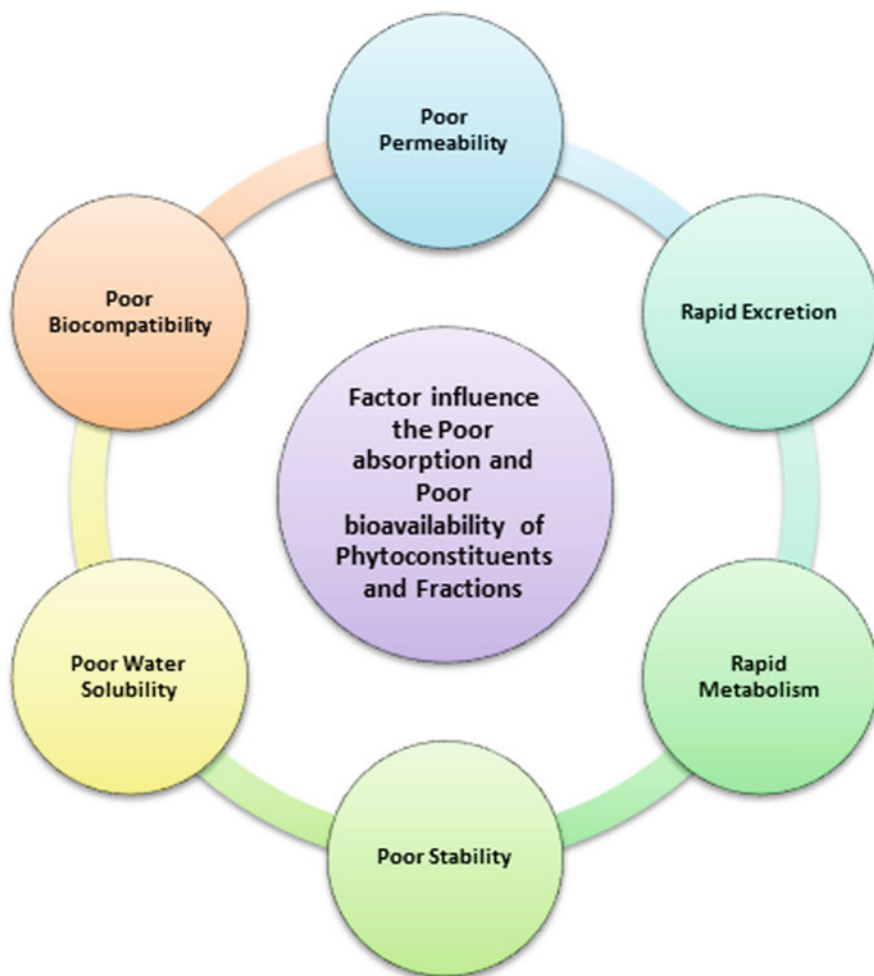 Poor
Permeability
Rapid Excretion
Rapid
Metabolism
Poor Stability
Poor Water
Solubility
Poor
Biocompatibility
Factor influence
the Poor
absorption and
Poor
bioavailability of
Phytoconstituents
and Fractions